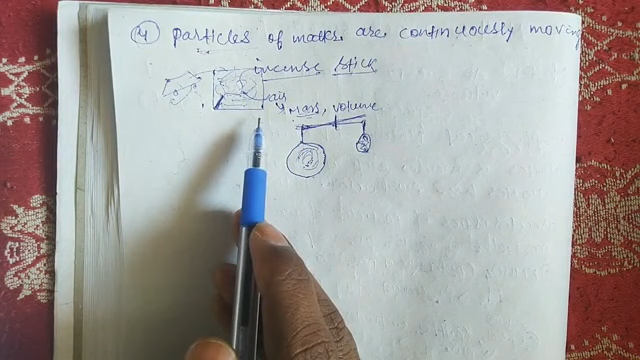 4) Particles of matter are continuously moving
incense stick
air
Mass, volume